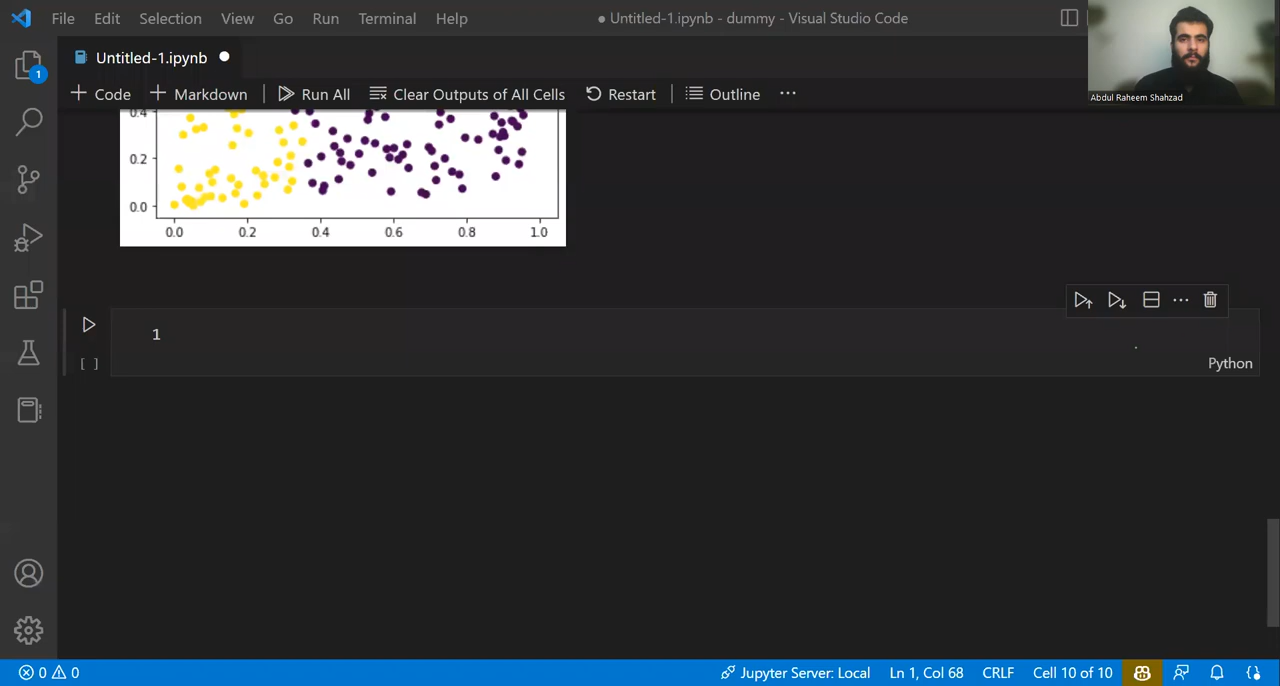 File Edit Selection View Go Run Terminal Help
● Untitled-1.ipynb - dummy - Visual Studio Code
Abdul Raheem Shahzad
1
Untitled-1.ipynb
Code Markdown Run All Clear Outputs of All Cells Restart Outline ...
0.4
0.2
0.0
0.0 0.2 0.4 0.6 0.8 1.0
1
[ ]
Python
0 0 Jupyter Server: Local Ln 1, Col 68 CRLF Cell 10 of 10